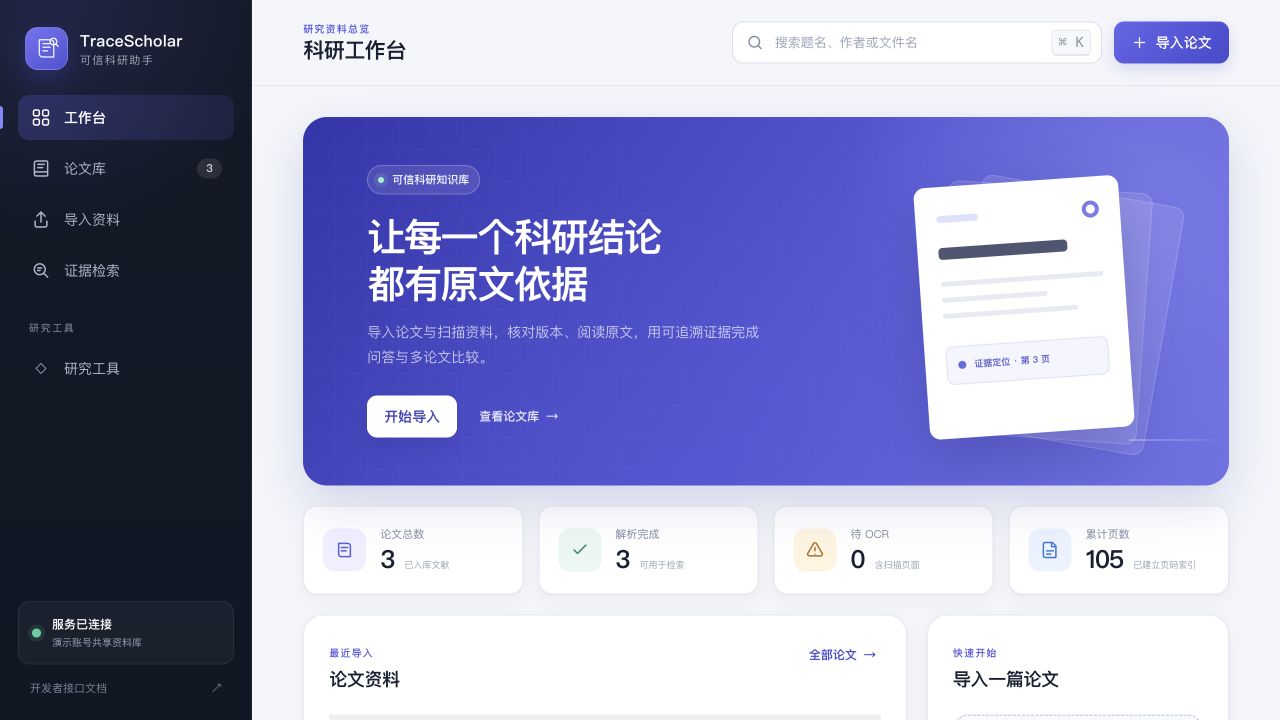 TraceScholar
可信科研助手
工作台
论文库
3
导入资料
证据检索
研究工具
研究工具
服务已连接
演示账号共享资料库
开发者接口文档 ↗
研究资料总览
科研工作台
搜索题名、作者或文件名
⌘ K
导入论文
可信科研知识库
让每一个科研结论
都有原文依据
导入论文与扫描资料，核对版本、阅读原文，用可追溯证据完成
问答与多论文比较。
开始导入
查看论文库 →
证据定位 · 第 3 页
论文总数
3 已入库文献
解析完成
3 可用于检索
待 OCR
0 含扫描页面
累计页数
105 已建立页码索引
最近导入
论文资料
全部论文 →
快速开始
导入一篇论文